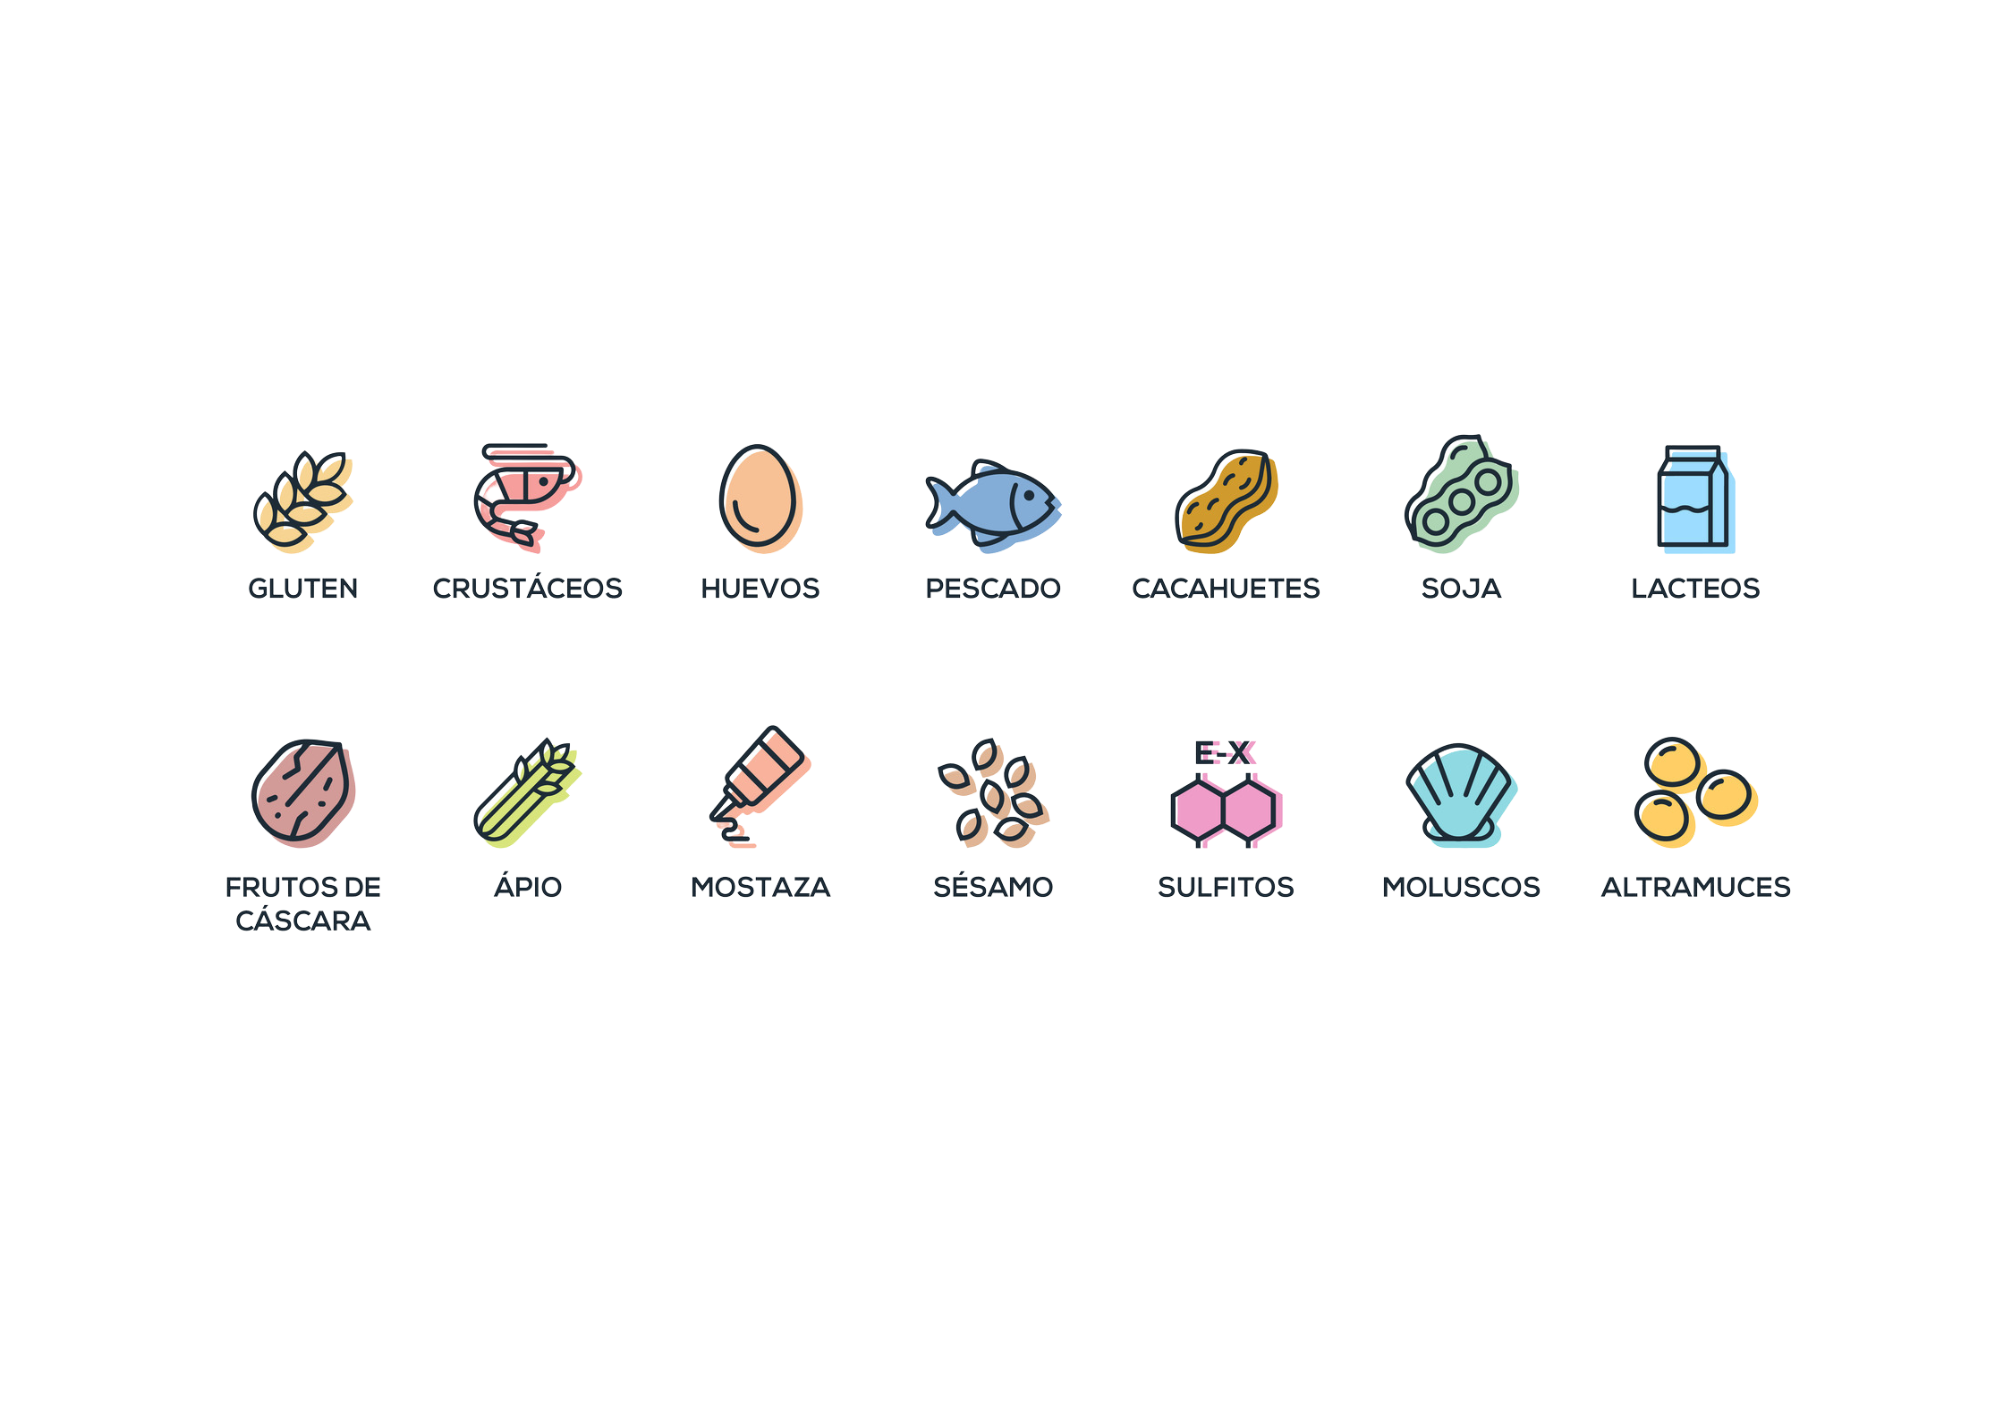 GLUTEN
CRUSTÁCEOS
HUEVOS
PESCADO
CACAHUETES
SOJA
LACTEOS
E-X
FRUTOS DE
CÁSCARA
ÁPIO
MOSTAZA
SÉSAMO
SULFITOS
MOLUSCOS
ALTRAMUCES